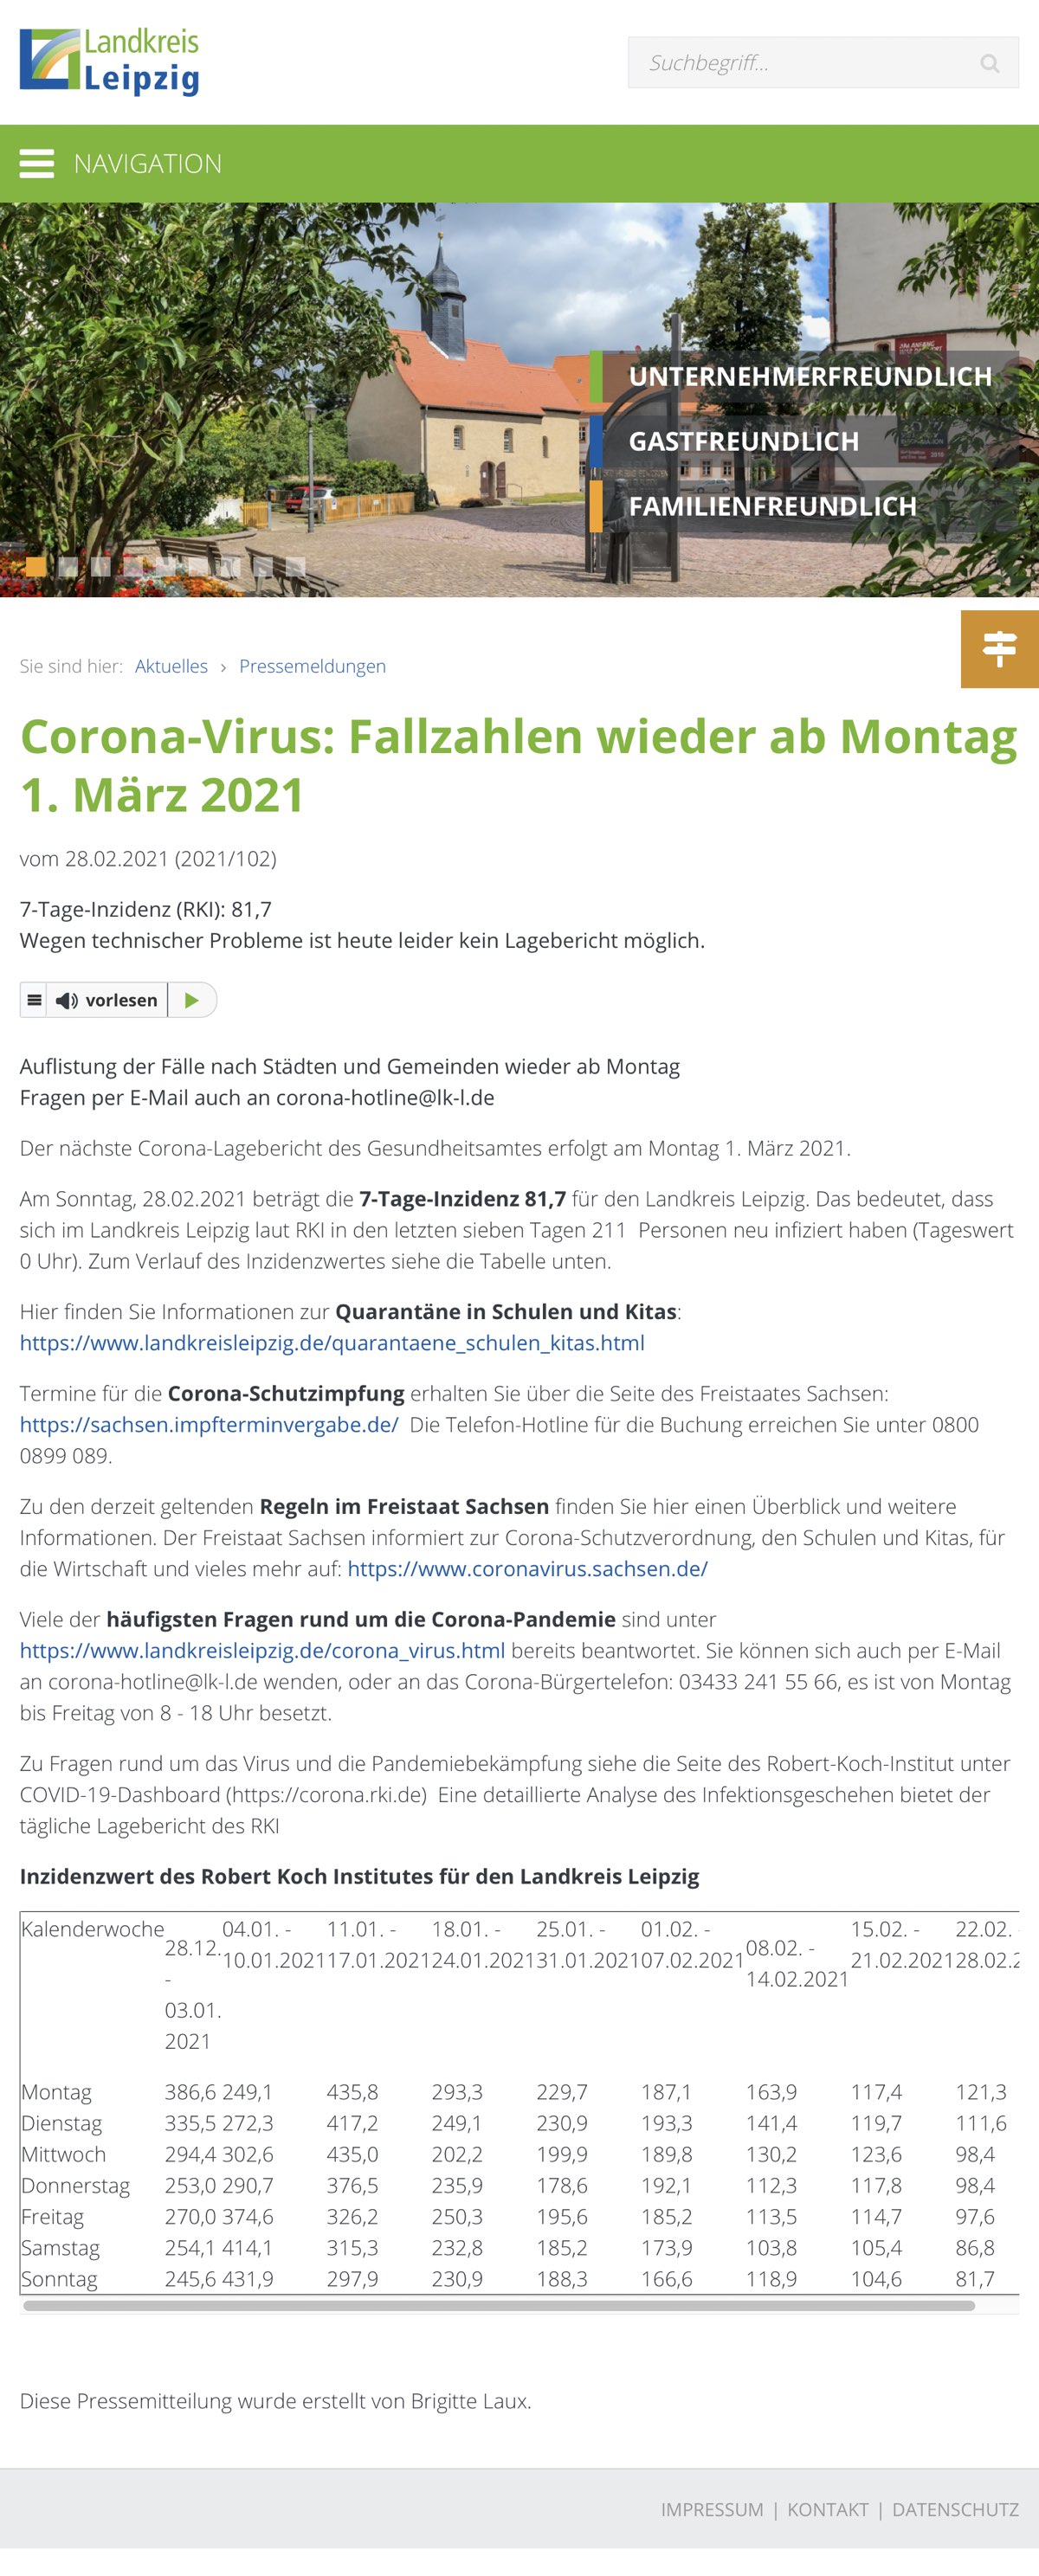 Landkreis
Leipzig
Suchbegriff...
NAVIGATION
UNTERNEHMERFREUNDLICH
GASTFREUNDLICH
FAMILIENFREUNDLICH
Sie sind hier: Aktuelles › Pressemeldungen
Corona-Virus: Fallzahlen wieder ab Montag
1. März 2021
vom 28.02.2021 (2021/102)
7-Tage-Inzidenz (RKI): 81,7
Wegen technischer Probleme ist heute leider kein Lagebericht möglich.
vorlesen
Auflistung der Fälle nach Städten und Gemeinden wieder ab Montag
Fragen per E-Mail auch an corona-hotline@lk-l.de
Der nächste Corona-Lagebericht des Gesundheitsamtes erfolgt am Montag 1. März 2021.
Am Sonntag, 28.02.2021 beträgt die 7-Tage-Inzidenz 81,7 für den Landkreis Leipzig. Das bedeutet, dass
sich im Landkreis Leipzig laut RKI in den letzten sieben Tagen 211 Personen neu infiziert haben (Tageswert
0 Uhr). Zum Verlauf des Inzidenzwertes siehe die Tabelle unten.
Hier finden Sie Informationen zur Quarantäne in Schulen und Kitas:
https://www.landkreisleipzig.de/quarantaene_schulen_kitas.html
Termine für die Corona-Schutzimpfung erhalten Sie über die Seite des Freistaates Sachsen:
https://sachsen.impfterminvergabe.de/ Die Telefon-Hotline für die Buchung erreichen Sie unter 0800
0899 089.
Zu den derzeit geltenden Regeln im Freistaat Sachsen finden Sie hier einen Überblick und weitere
Informationen. Der Freistaat Sachsen informiert zur Corona-Schutzverordnung, den Schulen und Kitas, für
die Wirtschaft und vieles mehr auf: https://www.coronavirus.sachsen.de/
Viele der häufigsten Fragen rund um die Corona-Pandemie sind unter
https://www.landkreisleipzig.de/corona_virus.html bereits beantwortet. Sie können sich auch per E-Mail
an corona-hotline@lk-l.de wenden, oder an das Corona-Bürgertelefon: 03433 241 55 66, es ist von Montag
bis Freitag von 8 - 18 Uhr besetzt.
Zu Fragen rund um das Virus und die Pandemiebekämpfung siehe die Seite des Robert-Koch-Institut unter
COVID-19-Dashboard (https://corona.rki.de) Eine detaillierte Analyse des Infektionsgeschehen bietet der
tägliche Lagebericht des RKI
Inzidenzwert des Robert Koch Institutes für den Landkreis Leipzig
Kalenderwoche 28.12. - 03.01. 2021 04.01. - 10.01.2021 11.01. - 17.01.2021 18.01. - 24.01.2021 25.01. - 31.01.2021 01.02. - 07.02.2021 08.02. - 14.02.2021 15.02. - 21.02.2021 22.02. - 28.02.2
Montag 386,6 249,1 435,8 293,3 229,7 187,1 163,9 117,4 121,3
Dienstag 335,5 272,3 417,2 249,1 230,9 193,3 141,4 119,7 111,6
Mittwoch 294,4 302,6 435,0 202,2 199,9 189,8 130,2 123,6 98,4
Donnerstag 253,0 290,7 376,5 235,9 178,6 192,1 112,3 117,8 98,4
Freitag 270,0 374,6 326,2 250,3 195,6 185,2 113,5 114,7 97,6
Samstag 254,1 414,1 315,3 232,8 185,2 173,9 103,8 105,4 86,8
Sonntag 245,6 431,9 297,9 230,9 188,3 166,6 118,9 104,6 81,7
Diese Pressemitteilung wurde erstellt von Brigitte Laux.
IMPRESSUM | KONTAKT | DATENSCHUTZ